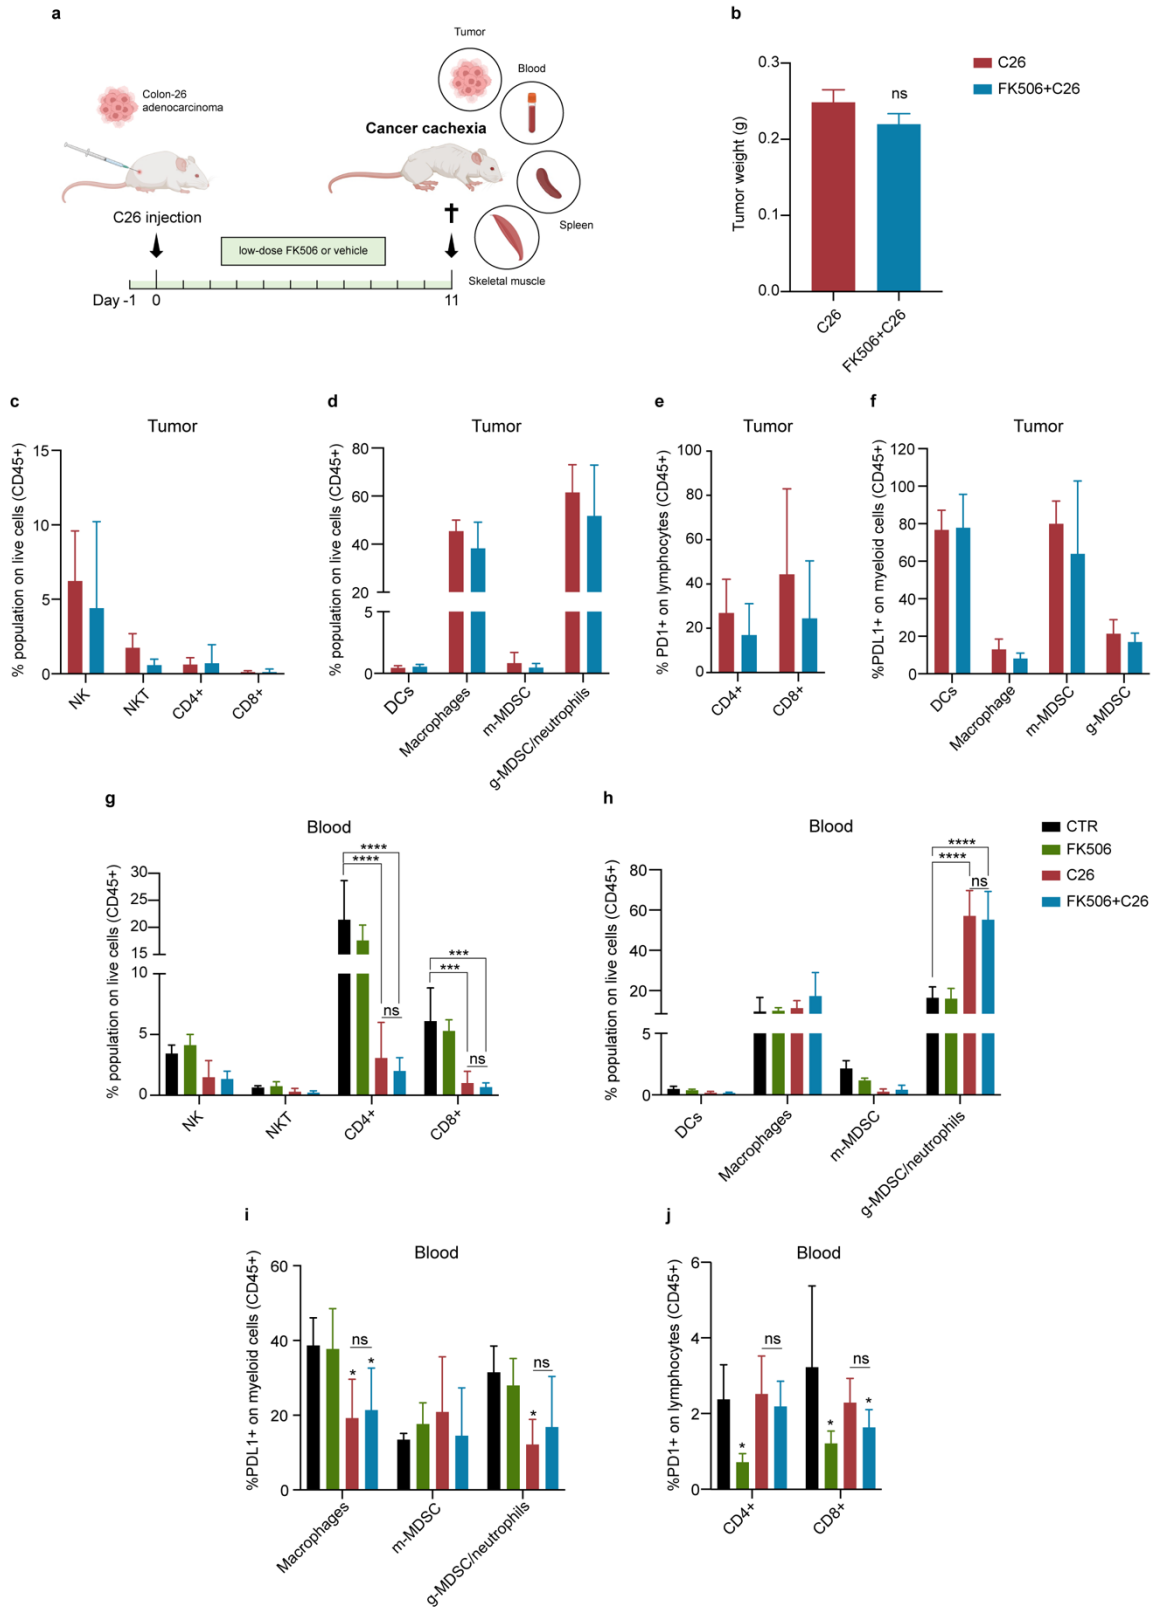 a
Tumor
Blood
Colon-26
adenocarcinoma
Cancer cachexia
C26 injection
Spleen
low-dose FK506 or vehicle
Skeletal muscle
Day -1 0 11
b
Tumor weight (g)
0.3
0.2
0.1
0.0
ns
C26
FK506+C26
C26
FK506+C26
c
Tumor
% population on live cells (CD45+)
15
10
5
0
NK
NKT
CD4+
CD8+
d
Tumor
% population on live cells (CD45+)
80
60
40
20
5
0
DCs
Macrophages
m-MDSC
g-MDSC/neutrophils
e
Tumor
% PD1+ on lymphocytes (CD45+)
100
80
60
40
20
0
CD4+
CD8+
f
Tumor
%PDL1+ on myeloid cells (CD45+)
120
100
80
60
40
20
0
DCs
Macrophage
m-MDSC
g-MDSC
g
Blood
% population on live cells (CD45+)
30
25
20
15
10
5
0
****
****
ns
***
***
ns
NK
NKT
CD4+
CD8+
h
Blood
% population on live cells (CD45+)
80
60
40
20
5
0
****
****
ns
DCs
Macrophages
m-MDSC
g-MDSC/neutrophils
CTR
FK506
C26
FK506+C26
i
Blood
%PDL1+ on myeloid cells (CD45+)
60
40
20
0
ns
* *
ns
*
Macrophages
m-MDSC
g-MDSC/neutrophils
j
Blood
%PD1+ on lymphocytes (CD45+)
6
4
2
0
ns
*
ns
* *
CD4+
CD8+